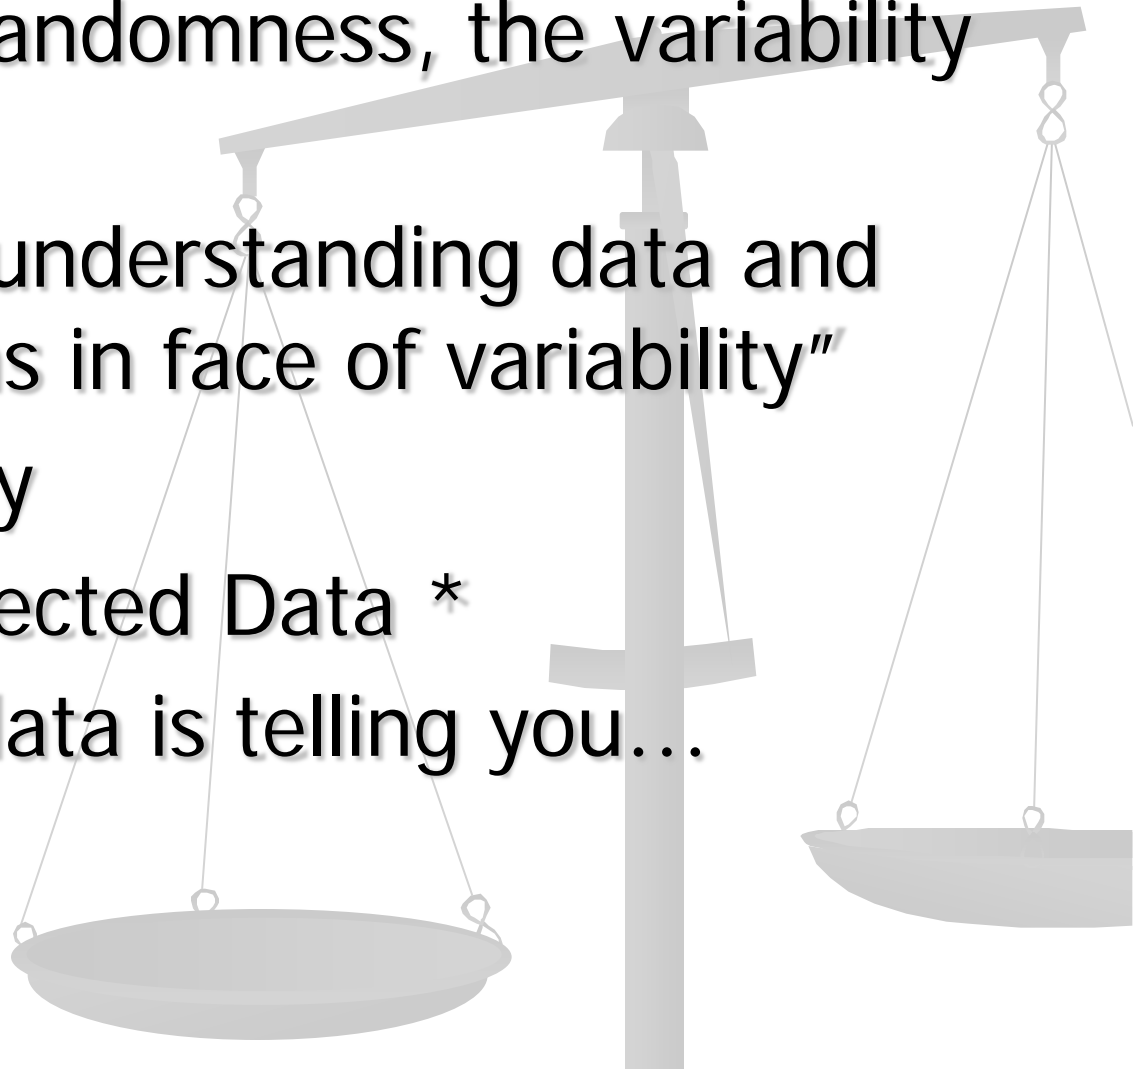 andomness, the variability
understanding data and
s in face of variability”
y
ected Data *
ata is telling you…